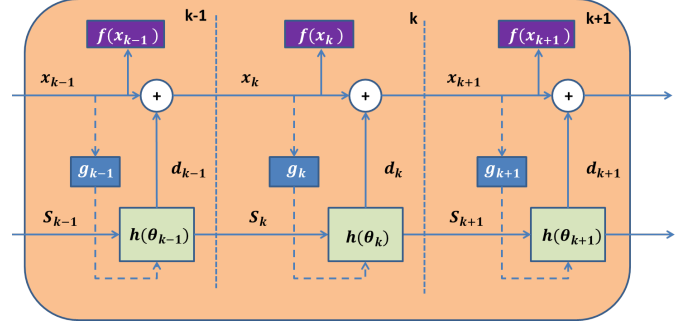 k-1 k k+1
f(x_{k-1}) f(x_k) f(x_{k+1})
x_{k-1} + x_k + x_{k+1} +
g_{k-1} d_{k-1} g_k d_k g_{k+1} d_{k+1}
S_{k-1} h(θ_{k-1}) S_k h(θ_k) S_{k+1} h(θ_{k+1})